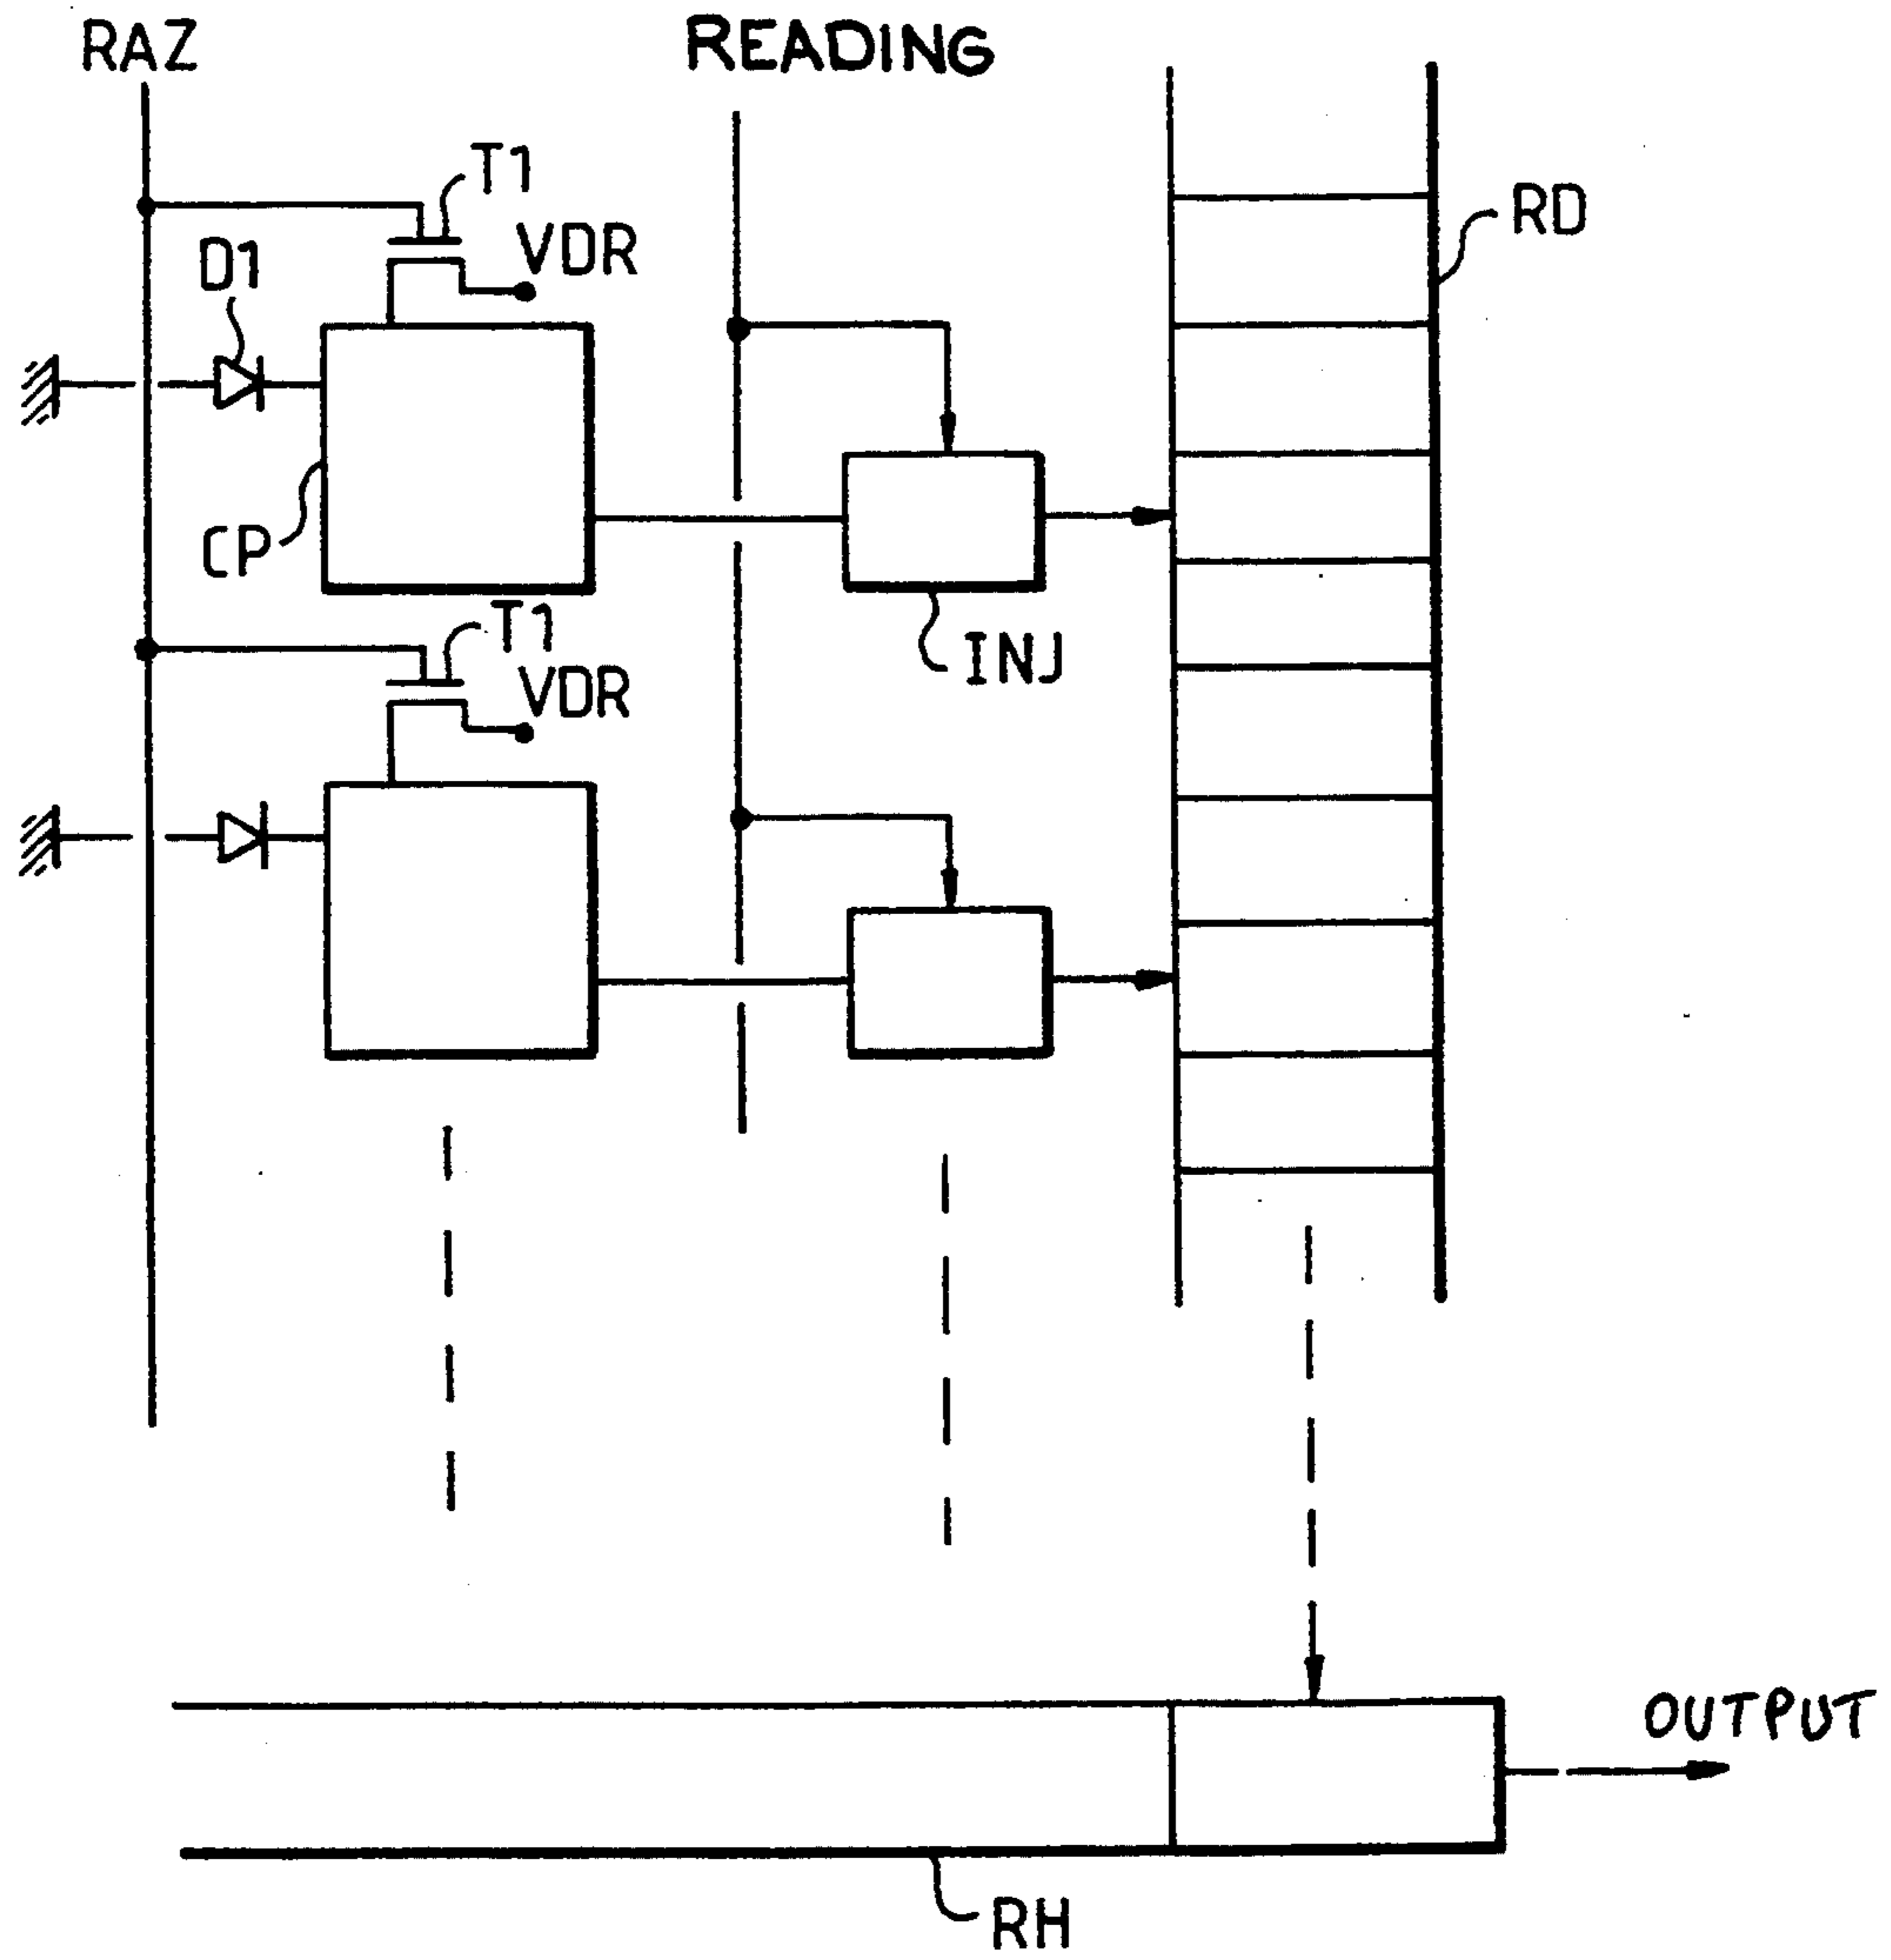 RAZ
READING
T1
VDR
D1
RD
CP
T1
VDR
INJ
OUTPUT
RH